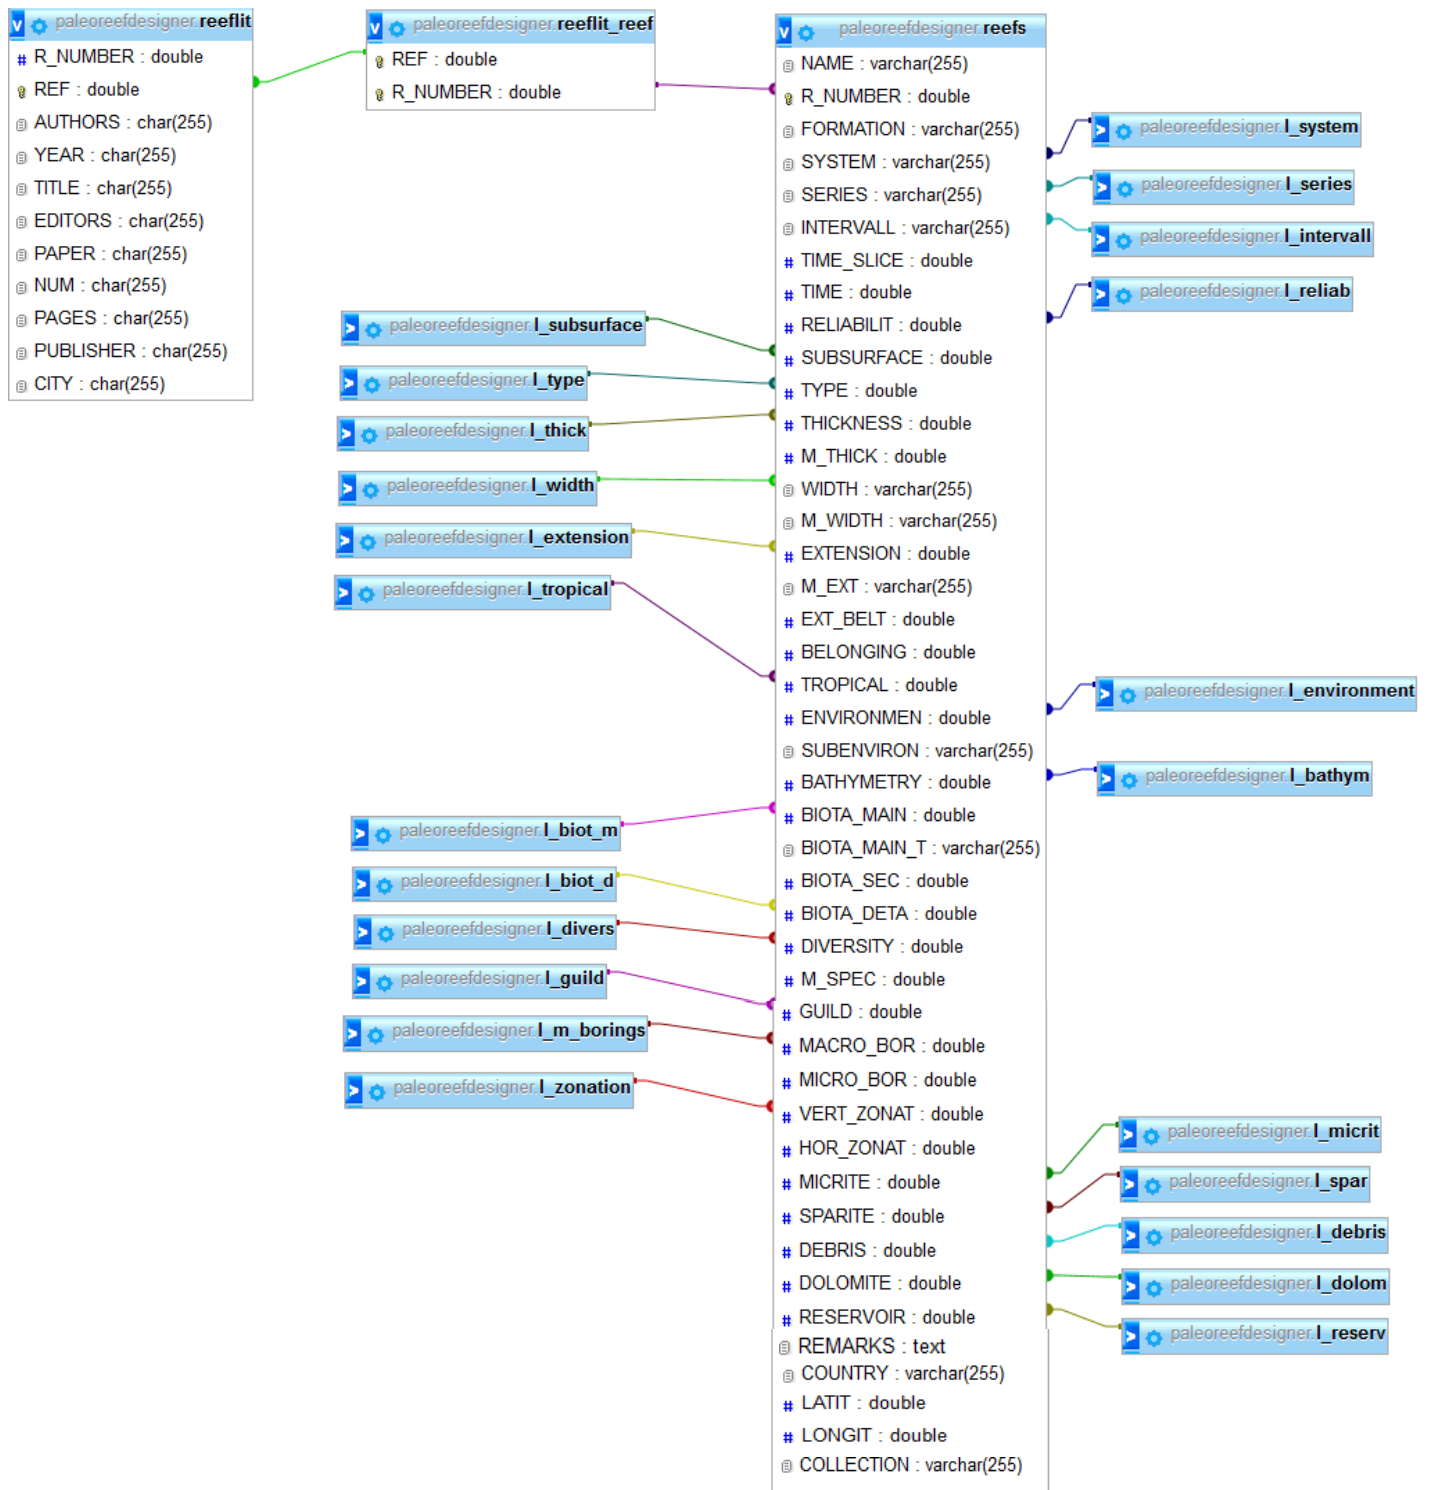 paleoreefdesigner.reeflit
R_NUMBER : double
REF : double
AUTHORS : char(255)
YEAR : char(255)
TITLE : char(255)
EDITORS : char(255)
PAPER : char(255)
NUM : char(255)
PAGES : char(255)
PUBLISHER : char(255)
CITY : char(255)
paleoreefdesigner.reeflit_reef
REF : double
R_NUMBER : double
paleoreefdesigner.l_subsurface
paleoreefdesigner.l_type
paleoreefdesigner.l_thick
paleoreefdesigner.l_width
paleoreefdesigner.l_extension
paleoreefdesigner.l_tropical
paleoreefdesigner.l_biot_m
paleoreefdesigner.l_biot_d
paleoreefdesigner.l_divers
paleoreefdesigner.l_guild
paleoreefdesigner.l_m_borings
paleoreefdesigner.l_zonation
paleoreefdesigner.reefs
NAME : varchar(255)
R_NUMBER : double
FORMATION : varchar(255)
SYSTEM : varchar(255)
SERIES : varchar(255)
INTERVALL : varchar(255)
TIME_SLICE : double
TIME : double
RELIABILIT : double
SUBSURFACE : double
TYPE : double
THICKNESS : double
M_THICK : double
WIDTH : varchar(255)
M_WIDTH : varchar(255)
EXTENSION : double
M_EXT : varchar(255)
EXT_BELT : double
BELONGING : double
TROPICAL : double
ENVIRONMEN : double
SUBENVIRON : varchar(255)
BATHYMETRY : double
BIOTA_MAIN : double
BIOTA_MAIN_T : varchar(255)
BIOTA_SEC : double
BIOTA_DETA : double
DIVERSITY : double
M_SPEC : double
GUILD : double
MACRO_BOR : double
MICRO_BOR : double
VERT_ZONAT : double
HOR_ZONAT : double
MICRITE : double
SPARITE : double
DEBRIS : double
DOLOMITE : double
RESERVOIR : double
REMARKS : text
COUNTRY : varchar(255)
LATIT : double
LONGIT : double
COLLECTION : varchar(255)
paleoreefdesigner.l_system
paleoreefdesigner.l_series
paleoreefdesigner.l_intervall
paleoreefdesigner.l_reliab
paleoreefdesigner.l_environment
paleoreefdesigner.l_bathym
paleoreefdesigner.l_micrit
paleoreefdesigner.l_spar
paleoreefdesigner.l_debris
paleoreefdesigner.l_dolom
paleoreefdesigner.l_reserv